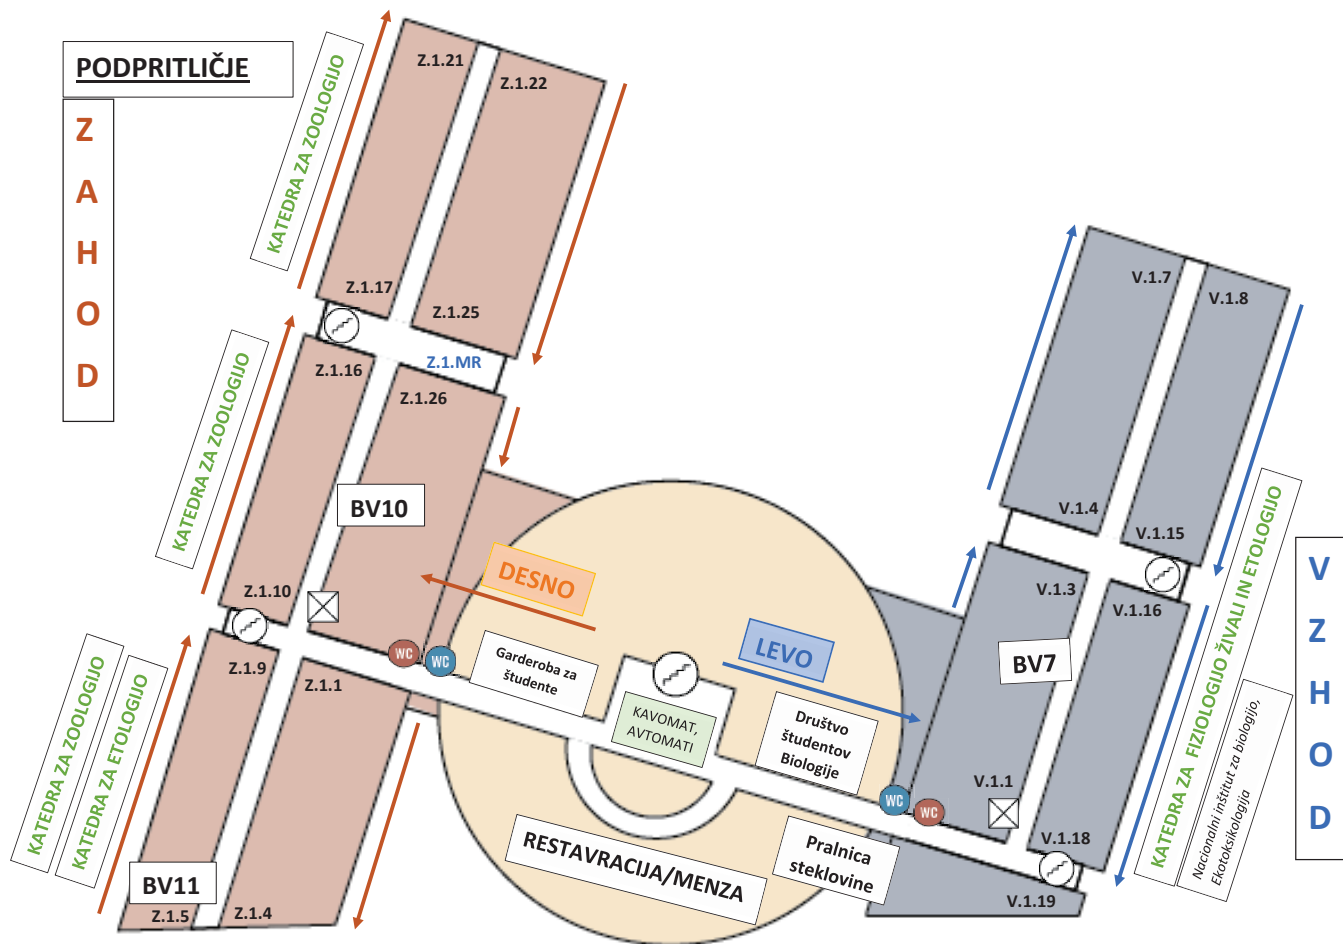 PODPRITLIČJE
Z
A
H
O
D
KATEDRA ZA ZOOLOGIJO
Z.1.21
Z.1.22
Z.1.17
Z.1.25
Z.1.MR
KATEDRA ZA ZOOLOGIJO
Z.1.16
Z.1.26
BV10
Z.1.10
DESNO
WC
WC
Garderoba za
študente
KATEDRA ZA ZOOLOGIJO
KATEDRA ZA ETOLOGIJO
Z.1.9
Z.1.1
BV11
Z.1.5
Z.1.4
KAVOMAT,
AVTOMATI
LEVO
Društvo
študentov
Biologije
RESTAVRACIJA/MENZA
Pralnica
steklovine
WC
WC
V.1.7
V.1.8
V.1.4
V.1.15
V.1.3
V.1.16
BV7
V.1.1
V.1.18
V.1.19
KATEDRA ZA FIZIOLOGIJO ŽIVALI IN ETOLOGIJO
Nacionalni inštitut za biologijo,
Ekotoksikologija
V
Z
H
O
D